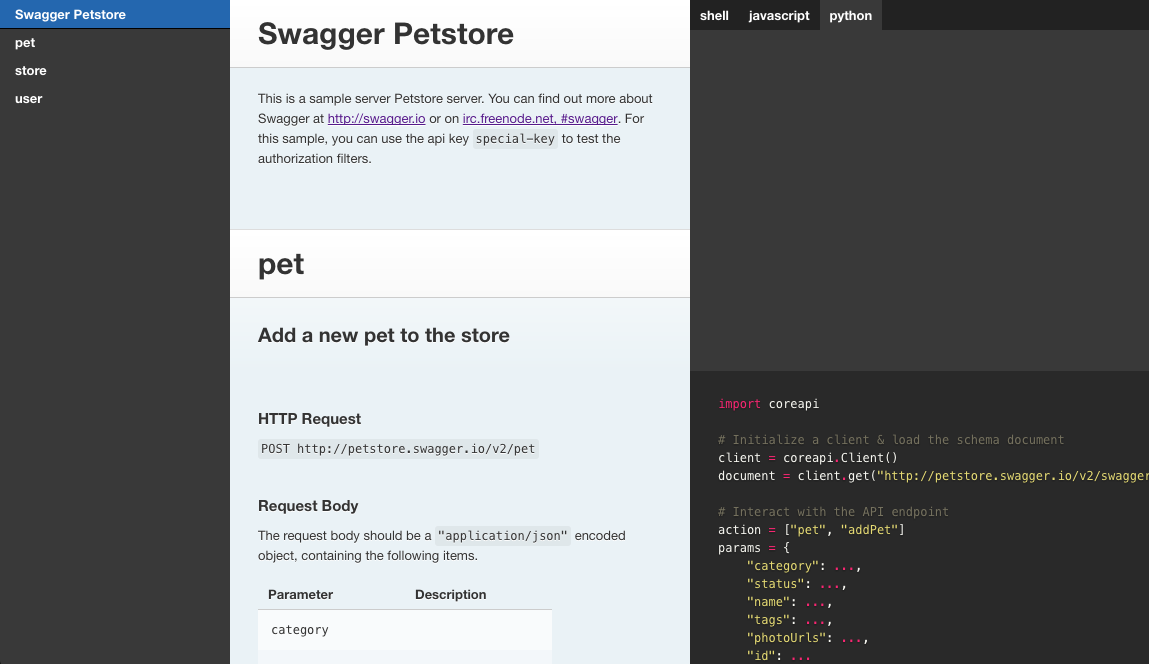 Swagger Petstore
pet
store
user
Swagger Petstore
This is a sample server Petstore server. You can find out more about
Swagger at http://swagger.io or on irc.freenode.net, #swagger. For
this sample, you can use the api key special-key to test the
authorization filters.
pet
Add a new pet to the store
HTTP Request
POST http://petstore.swagger.io/v2/pet
Request Body
The request body should be a "application/json" encoded
object, containing the following items.
Parameter Description
category
shell javascript python
import coreapi
# Initialize a client & load the schema document
client = coreapi.Client()
document = client.get("http://petstore.swagger.io/v2/swagger
# Interact with the API endpoint
action = ["pet", "addPet"]
params = {
"category": ...,
"status": ...,
"name": ...,
"tags": ...,
"photoUrls": ...,
"id": ...